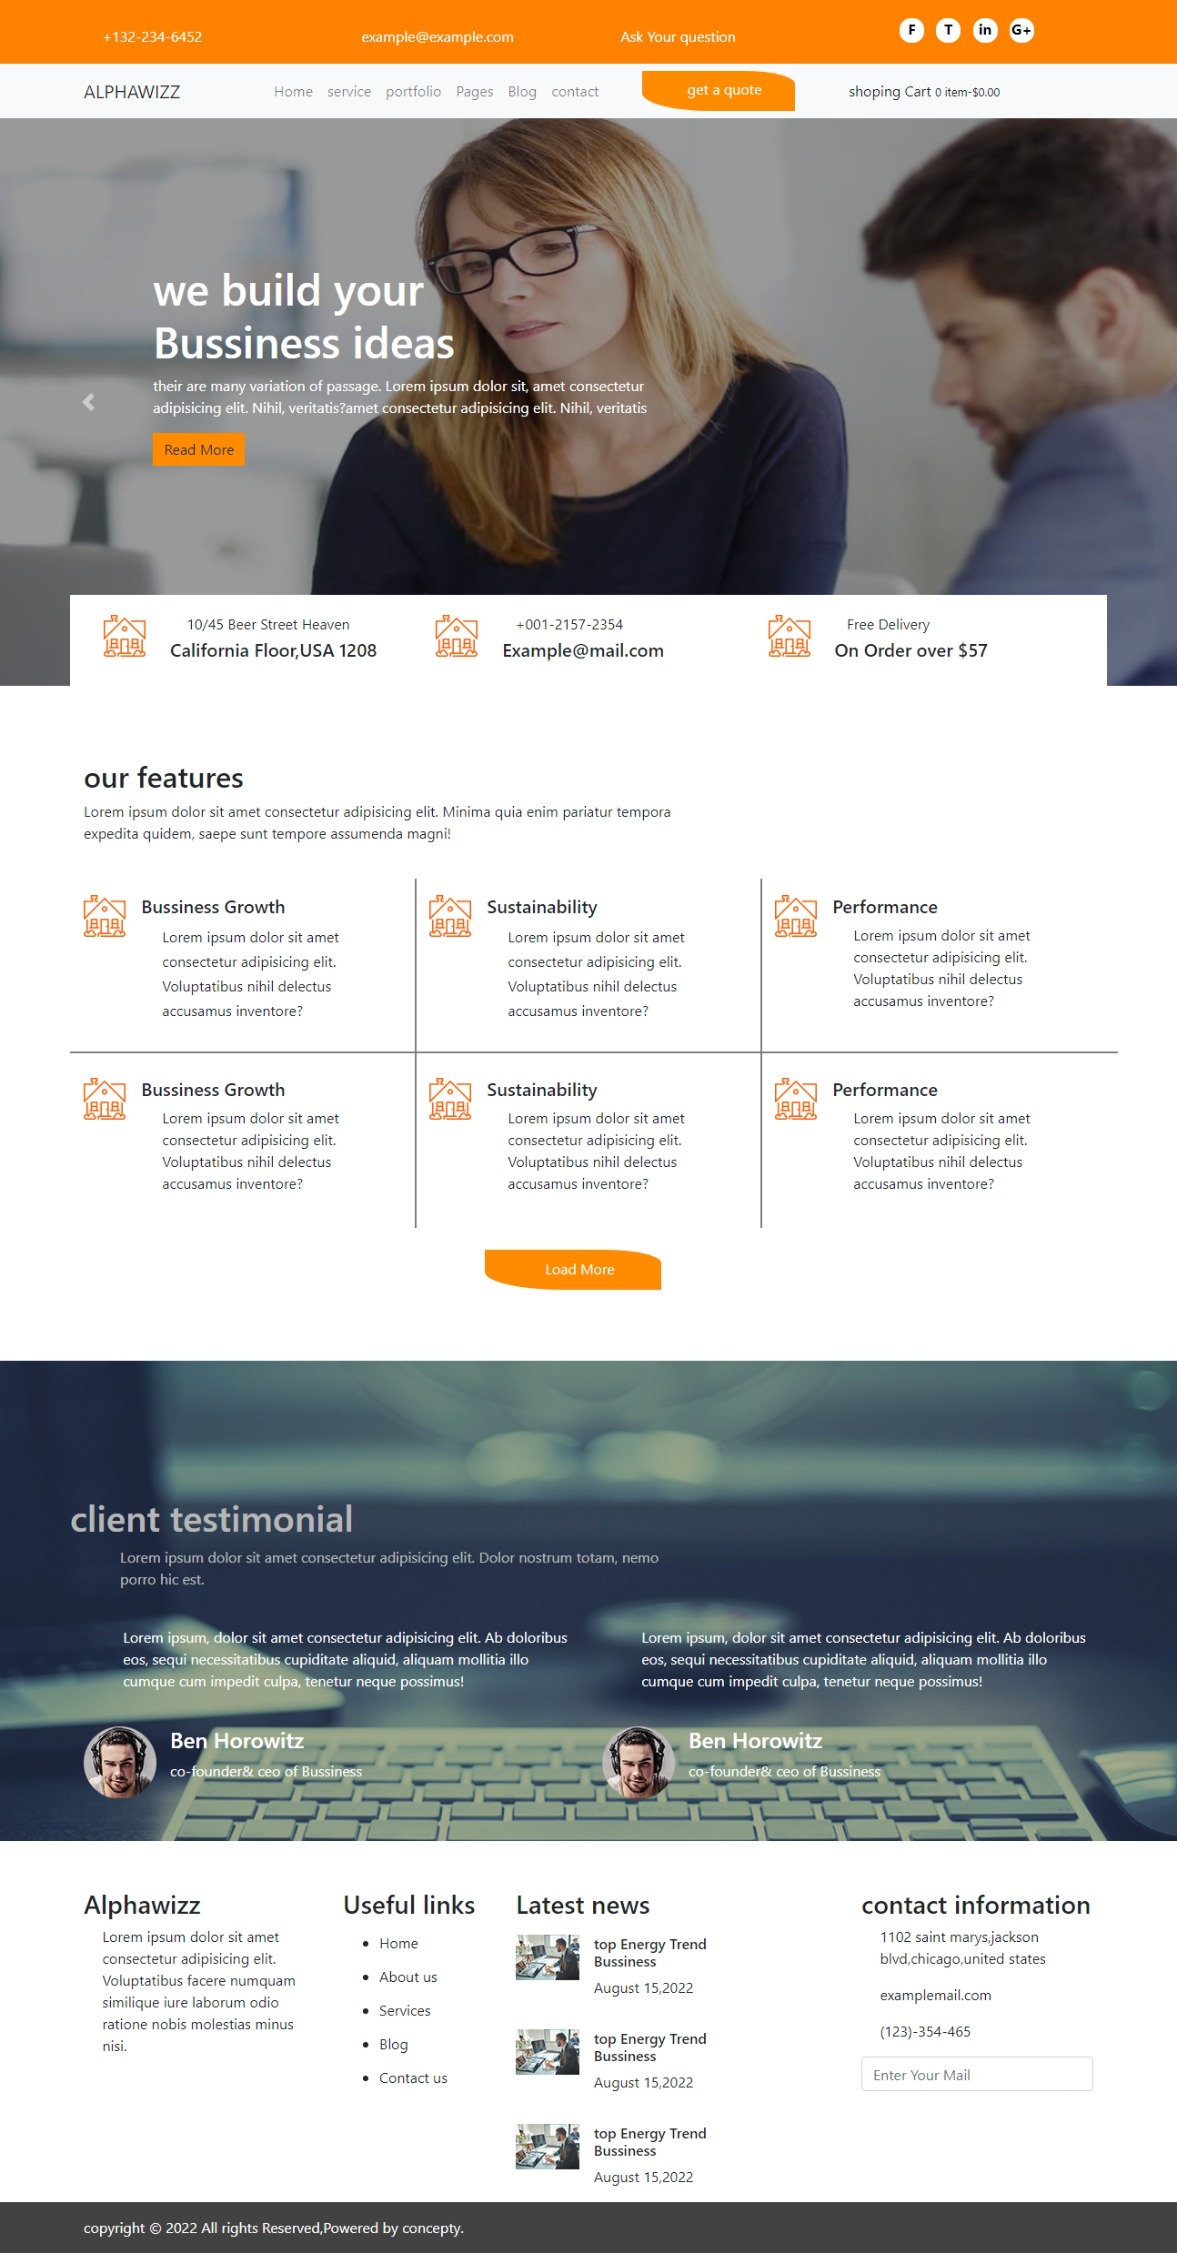 +132-234-6452
example@example.com
Ask Your question
F T in G+
ALPHAWIZZ
Home service portfolio Pages Blog contact
get a quote
shoping Cart 0 item-$0.00
we build your
Bussiness ideas
their are many variation of passage. Lorem ipsum dolor sit, amet consectetur
adipisicing elit. Nihil, veritatis?amet consectetur adipisicing elit. Nihil, veritatis
Read More
10/45 Beer Street Heaven
California Floor,USA 1208
+001-2157-2354
Example@mail.com
Free Delivery
On Order over $57
our features
Lorem ipsum dolor sit amet consectetur adipisicing elit. Minima quia enim pariatur tempora
expedita quidem, saepe sunt tempore assumenda magni!
Bussiness Growth
Lorem ipsum dolor sit amet
consectetur adipisicing elit.
Voluptatibus nihil delectus
accusamus inventore?
Sustainability
Lorem ipsum dolor sit amet
consectetur adipisicing elit.
Voluptatibus nihil delectus
accusamus inventore?
Performance
Lorem ipsum dolor sit amet
consectetur adipisicing elit.
Voluptatibus nihil delectus
accusamus inventore?
Bussiness Growth
Lorem ipsum dolor sit amet
consectetur adipisicing elit.
Voluptatibus nihil delectus
accusamus inventore?
Sustainability
Lorem ipsum dolor sit amet
consectetur adipisicing elit.
Voluptatibus nihil delectus
accusamus inventore?
Performance
Lorem ipsum dolor sit amet
consectetur adipisicing elit.
Voluptatibus nihil delectus
accusamus inventore?
Load More
client testimonial
Lorem ipsum dolor sit amet consectetur adipisicing elit. Dolor nostrum totam, nemo
porro hic est.
Lorem ipsum, dolor sit amet consectetur adipisicing elit. Ab doloribus
eos, sequi necessitatibus cupiditate aliquid, aliquam mollitia illo
cumque cum impedit culpa, tenetur neque possimus!
Ben Horowitz
co-founder& ceo of Bussiness
Lorem ipsum, dolor sit amet consectetur adipisicing elit. Ab doloribus
eos, sequi necessitatibus cupiditate aliquid, aliquam mollitia illo
cumque cum impedit culpa, tenetur neque possimus!
Ben Horowitz
co-founder& ceo of Bussiness
Alphawizz
Lorem ipsum dolor sit amet
consectetur adipisicing elit.
Voluptatibus facere numquam
similique iure laborum odio
ratione nobis molestias minus
nisi.
Useful links
Home
About us
Services
Blog
Contact us
Latest news
top Energy Trend
Bussiness
August 15,2022
top Energy Trend
Bussiness
August 15,2022
top Energy Trend
Bussiness
August 15,2022
contact information
1102 saint marys,jackson
blvd,chicago,united states
examplemail.com
(123)-354-465
Enter Your Mail
copyright © 2022 All rights Reserved,Powered by concepty.